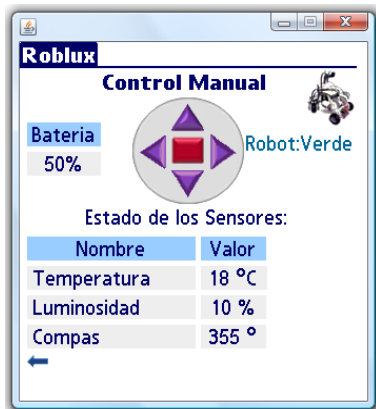 Roblux
Control Manual
Bateria
50%
Robot:Verde
Estado de los Sensores:
Nombre Valor
Temperatura 18 ºC
Luminosidad 10 %
Compas 355 º